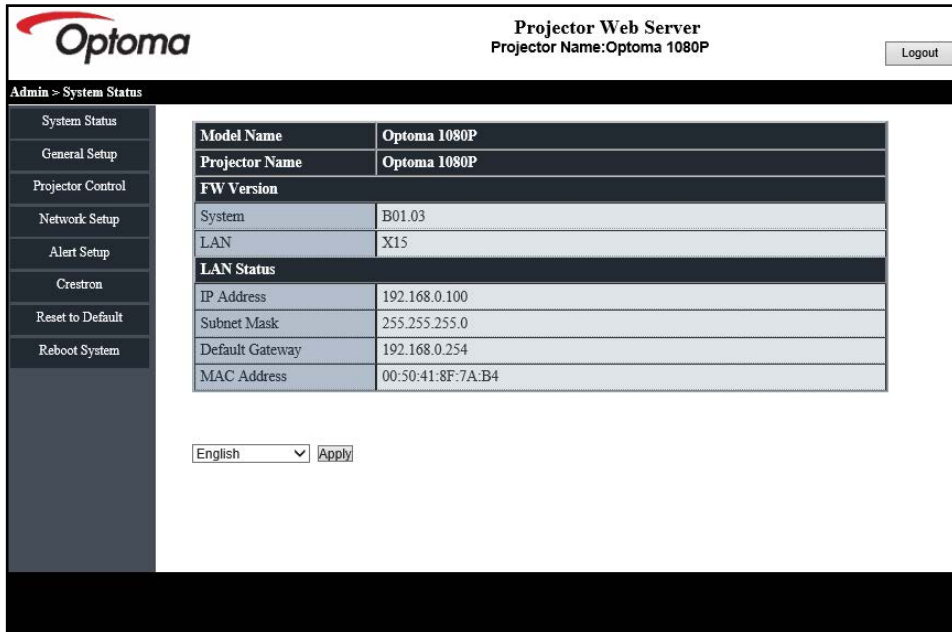 Optoma
Projector Web Server
Projector Name:Optoma 1080P
Logout
Admin > System Status
System Status
General Setup
Projector Control
Network Setup
Alert Setup
Crestron
Reset to Default
Reboot System
Model Name Optoma 1080P
Projector Name Optoma 1080P
FW Version
System B01.03
LAN X15
LAN Status
IP Address 192.168.0.100
Subnet Mask 255.255.255.0
Default Gateway 192.168.0.254
MAC Address 00:50:41:8F:7A:B4
English Apply